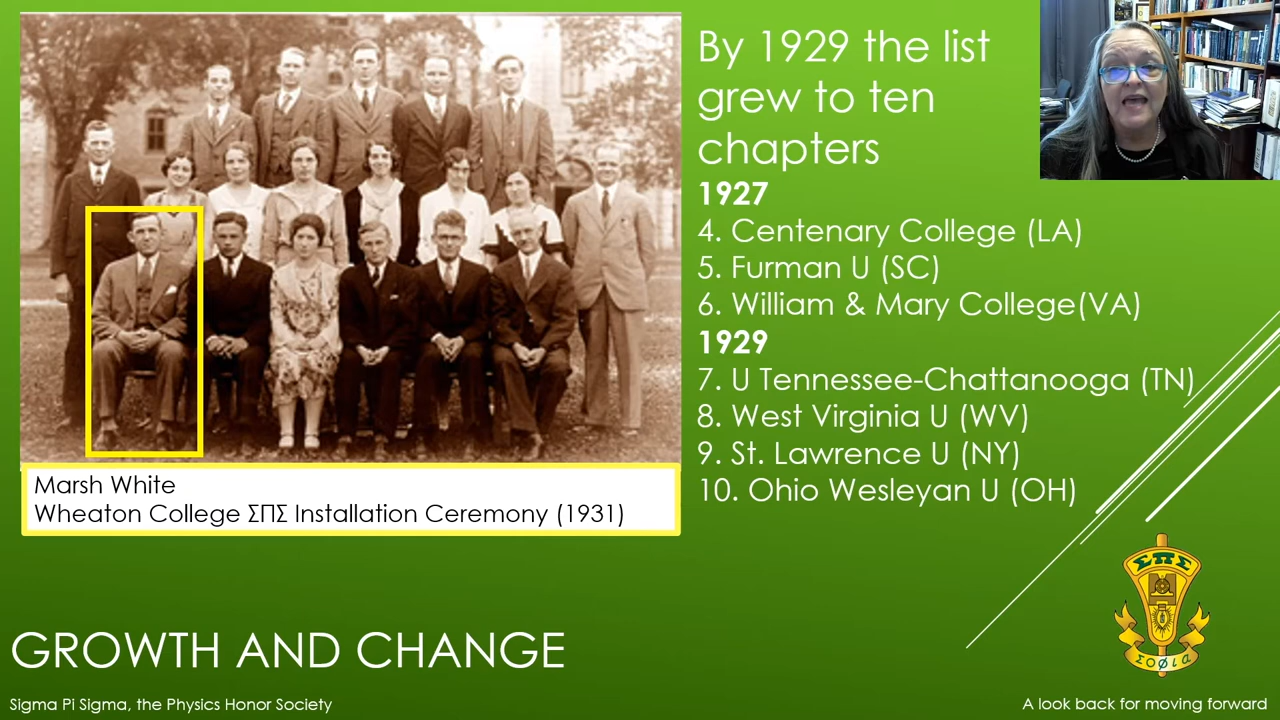 By 1929 the list
grew to ten
chapters
1927
4. Centenary College (LA)
5. Furman U (SC)
6. William & Mary College(VA)
1929
7. U Tennessee-Chattanooga (TN)
8. West Virginia U (WV)
9. St. Lawrence U (NY)
10. Ohio Wesleyan U (OH)
Marsh White
Wheaton College ΣΠΣ Installation Ceremony (1931)
ΣΠΣ
ΣΟΦΙΑ
GROWTH AND CHANGE
Sigma Pi Sigma, the Physics Honor Society
A look back for moving forward